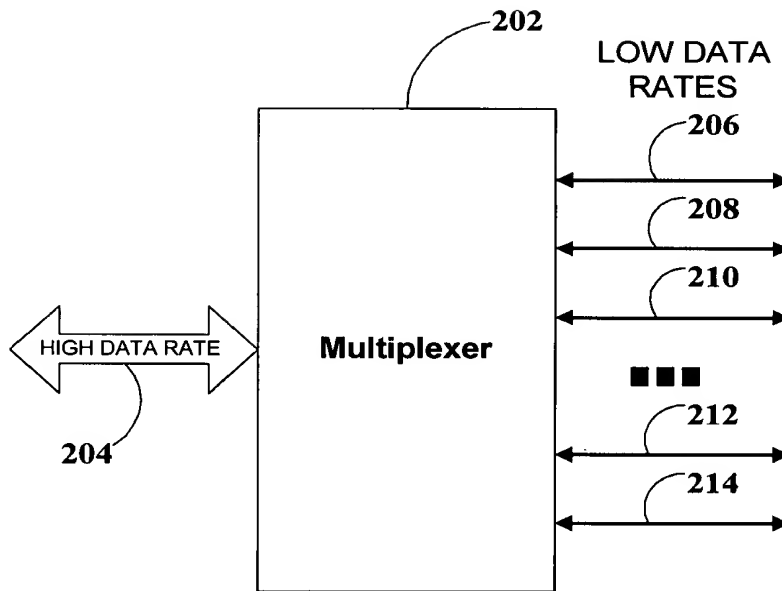 202
LOW DATA
RATES
206
208
210
HIGH DATA RATE
Multiplexer
204
212
214